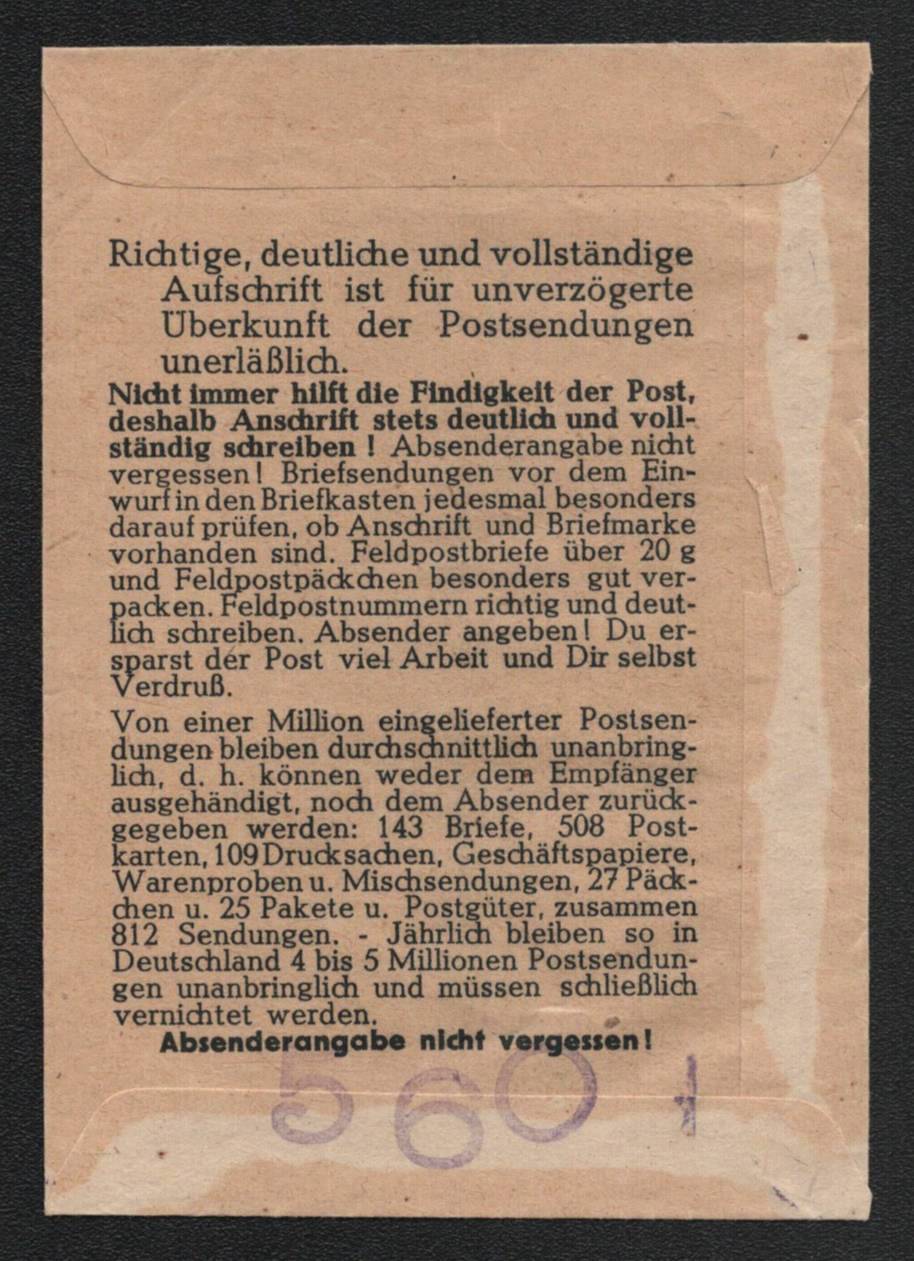 Richtige, deutliche und vollständige
Aufschrift ist für unverzögerte
Überkunft der Postsendungen
unerläßlich.
Nicht immer hilft die Findigkeit der Post,
deshalb Anschrift stets deutlich und voll-
ständig schreiben ! Absenderangabe nicht
vergessen! Briefsendungen vor dem Ein-
wurf in den Briefkasten jedesmal besonders
darauf prüfen, ob Anschrift und Briefmarke
vorhanden sind. Feldpostbriefe über 20 g
und Feldpostpäckchen besonders gut ver-
packen. Feldpostnummern richtig und deut-
lich schreiben. Absender angeben! Du er-
sparst der Post viel Arbeit und Dir selbst
Verdruß.
Von einer Million eingelieferter Postsen-
dungen bleiben durchschnittlich unanbring-
lich, d. h. können weder dem Empfänger
ausgehändigt, noch dem Absender zurück-
gegeben werden: 143 Briefe, 508 Post-
karten, 109 Drucksachen, Geschäftspapiere,
Warenproben u. Mischsendungen, 27 Päck-
chen u. 25 Pakete u. Postgüter, zusammen
812 Sendungen. - Jährlich bleiben so in
Deutschland 4 bis 5 Millionen Postsendun-
gen unanbringlich und müssen schließlich
vernichtet werden.
Absenderangabe nicht vergessen!
560 1